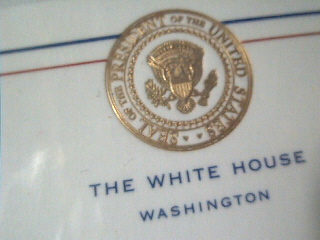 SEAL OF THE PRESIDENT OF THE UNITED STATES
THE WHITE HOUSE
WASHINGTON